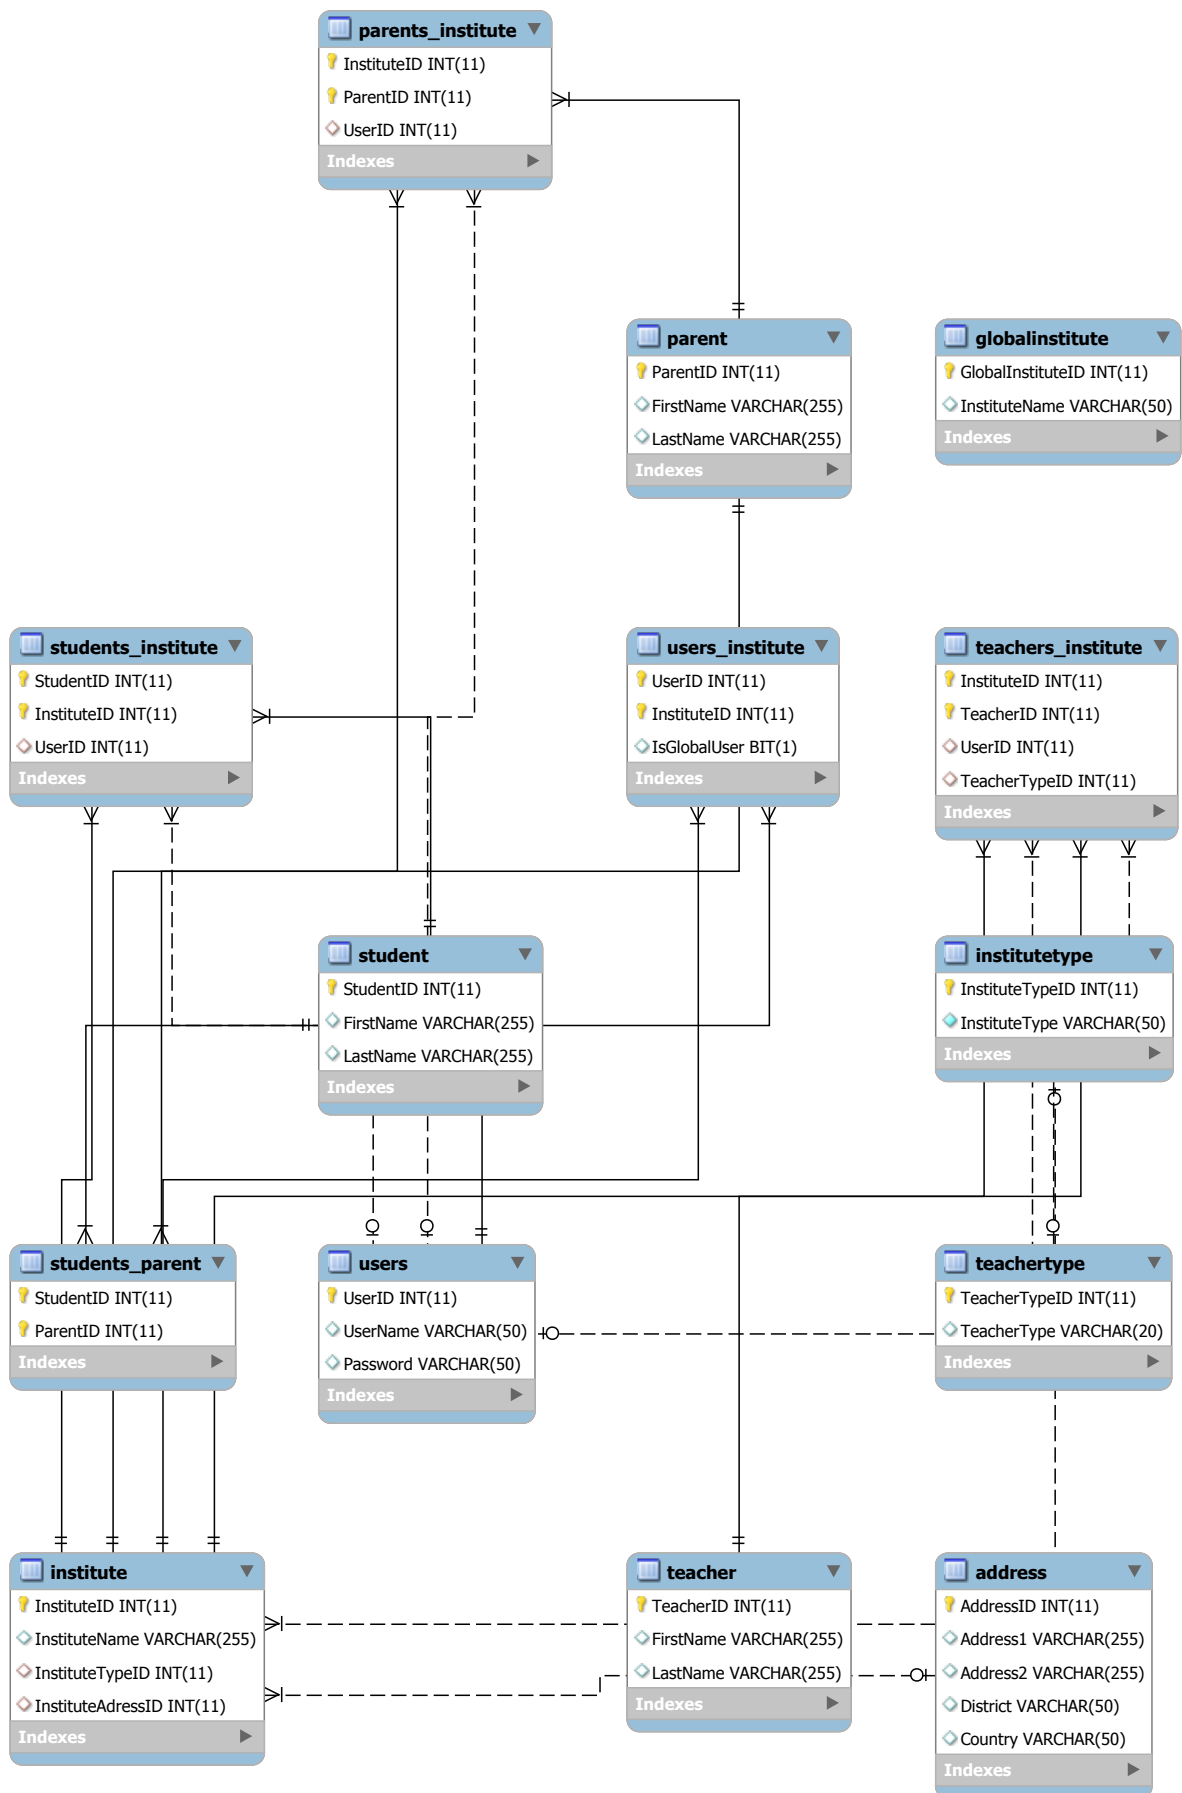 parents_institute
InstituteID INT(11)
ParentID INT(11)
UserID INT(11)
Indexes
parent
ParentID INT(11)
FirstName VARCHAR(255)
LastName VARCHAR(255)
Indexes
globalinstitute
GlobalInstituteID INT(11)
InstituteName VARCHAR(50)
Indexes
students_institute
StudentID INT(11)
InstituteID INT(11)
UserID INT(11)
Indexes
users_institute
UserID INT(11)
InstituteID INT(11)
IsGlobalUser BIT(1)
Indexes
teachers_institute
InstituteID INT(11)
TeacherID INT(11)
UserID INT(11)
TeacherTypeID INT(11)
Indexes
student
StudentID INT(11)
FirstName VARCHAR(255)
LastName VARCHAR(255)
Indexes
institutetype
InstituteTypeID INT(11)
InstituteType VARCHAR(50)
Indexes
students_parent
StudentID INT(11)
ParentID INT(11)
Indexes
users
UserID INT(11)
UserName VARCHAR(50)
Password VARCHAR(50)
Indexes
teachertype
TeacherTypeID INT(11)
TeacherType VARCHAR(20)
Indexes
institute
InstituteID INT(11)
InstituteName VARCHAR(255)
InstituteTypeID INT(11)
InstituteAdressID INT(11)
Indexes
teacher
TeacherID INT(11)
FirstName VARCHAR(255)
LastName VARCHAR(255)
Indexes
address
AddressID INT(11)
Address1 VARCHAR(255)
Address2 VARCHAR(255)
District VARCHAR(50)
Country VARCHAR(50)
Indexes